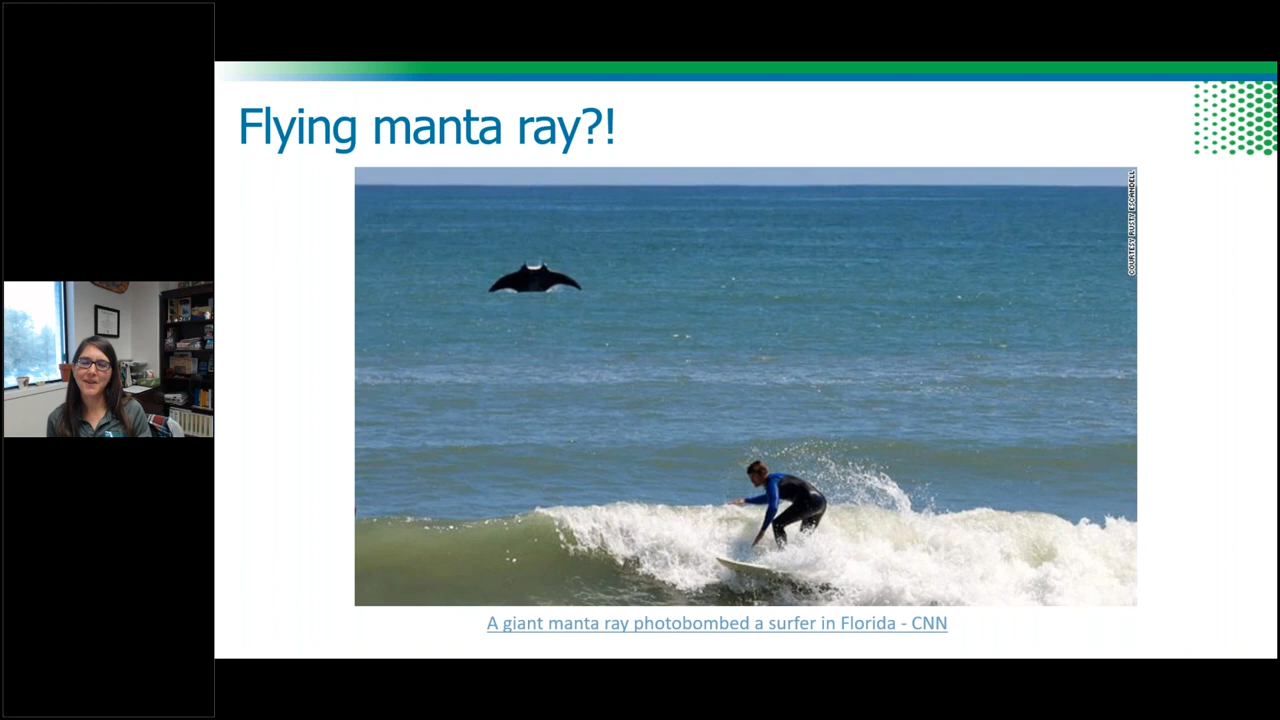 Flying manta ray?!
COURTESY RUSTY ESCANDELL
A giant manta ray photobombed a surfer in Florida - CNN